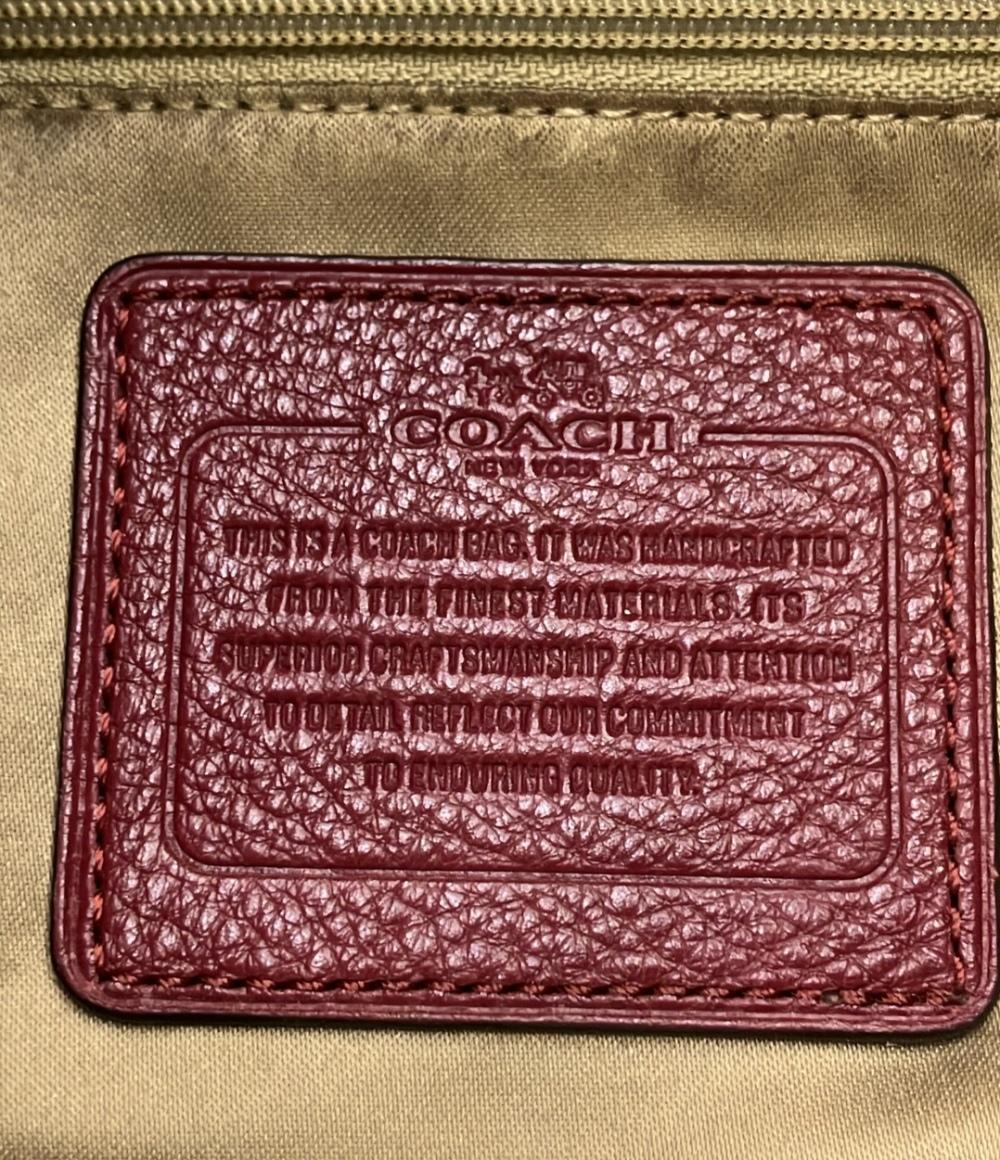 COACH
NEW YORK
THIS IS A COACH BAG. IT WAS HANDCRAFTED
FROM THE FINEST MATERIALS. ITS
SUPERIOR CRAFTSMANSHIP AND ATTENTION
TO DETAIL REFLECT OUR COMMITMENT
TO ENDURING QUALITY.